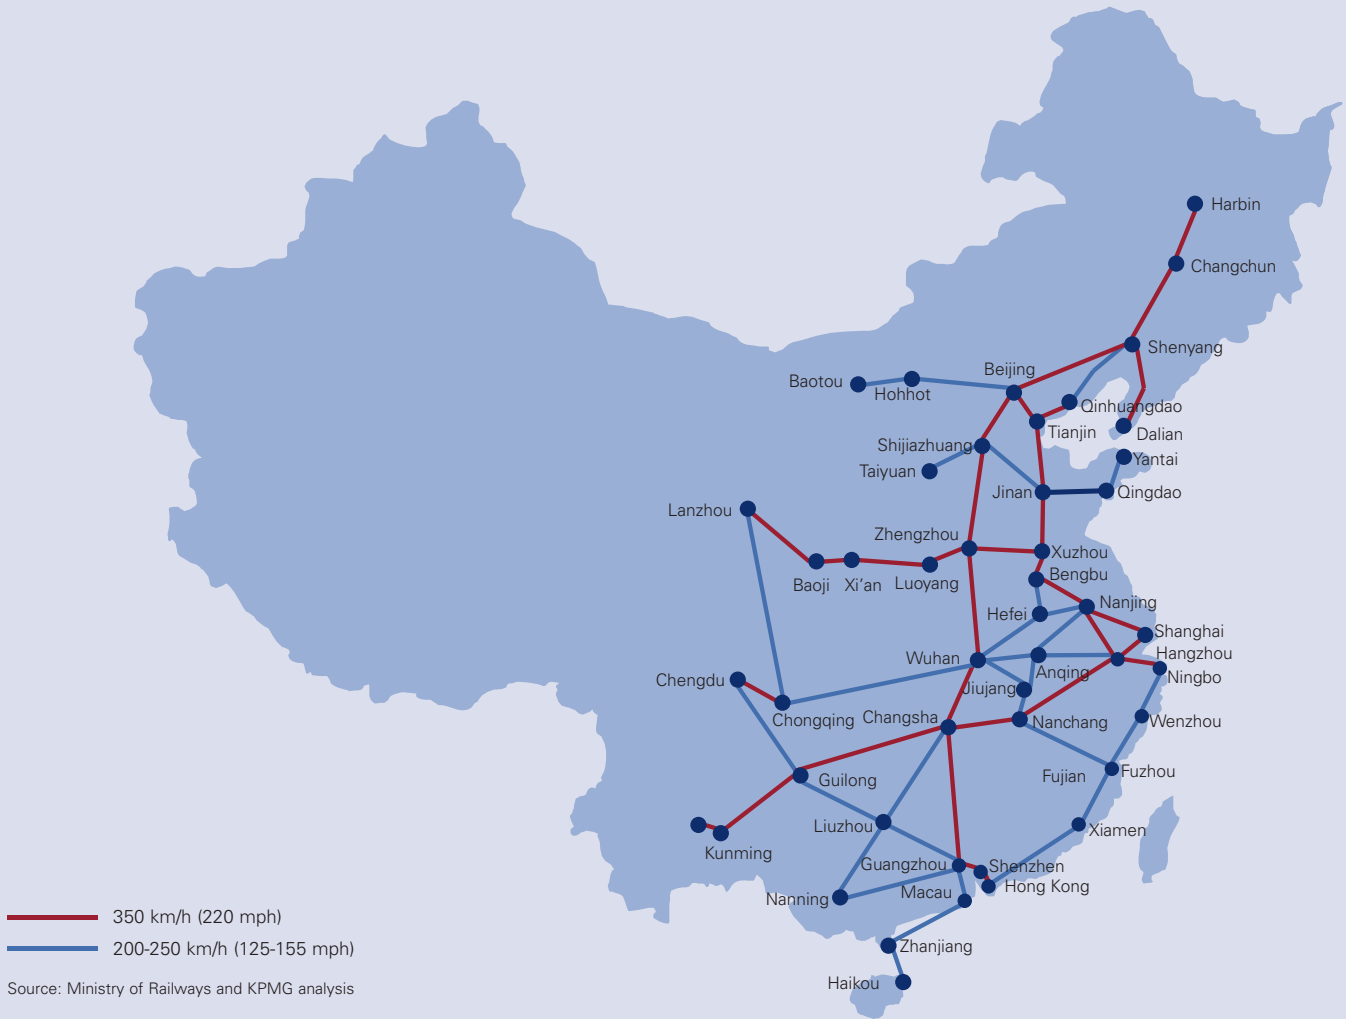 Harbin
Changchun
Shenyang
Beijing
Baotou
Hohhot
Qinhuangdao
Tianjin
Dalian
Shijiazhuang
Yantai
Taiyuan
Jinan
Qingdao
Lanzhou
Zhengzhou
Xuzhou
Bengbu
Baoji
Xi’an
Luoyang
Nanjing
Hefei
Shanghai
Hangzhou
Wuhan
Anqing
Ningbo
Chengdu
Jiujang
Chongqing
Changsha
Nanchang
Wenzhou
Guilong
Fujian
Fuzhou
Liuzhou
Xiamen
Kunming
Guangzhou
Shenzhen
Hong Kong
Macau
Nanning
350 km/h (220 mph)
200-250 km/h (125-155 mph)
Zhanjiang
Haikou
Source: Ministry of Railways and KPMG analysis